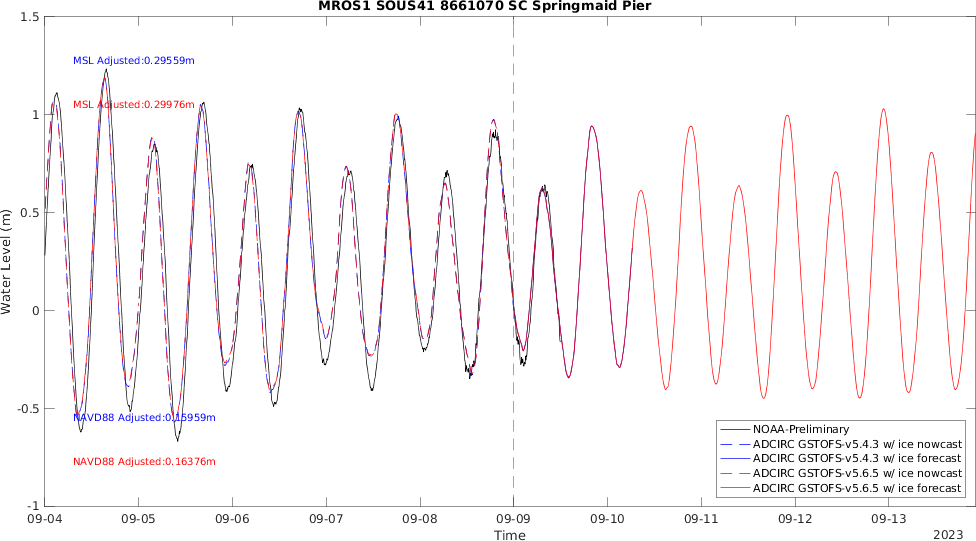 MROS1 SOUS41 8661070 SC Springmaid Pier
1.5
1
0.5
0
-0.5
-1
Water Level (m)
MSL Adjusted:0.29559m
MSL Adjusted:0.29976m
NAVD88 Adjusted:0.15959m
NAVD88 Adjusted:0.16376m
NOAA-Preliminary
ADCIRC GSTOFS-v5.4.3 w/ ice nowcast
ADCIRC GSTOFS-v5.4.3 w/ ice forecast
ADCIRC GSTOFS-v5.6.5 w/ ice nowcast
ADCIRC GSTOFS-v5.6.5 w/ ice forecast
09-04 09-05 09-06 09-07 09-08 09-09 09-10 09-11 09-12 09-13
Time
2023